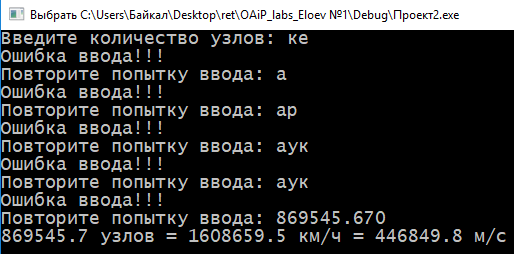 Выбрать C:\Users\Байкал\Desktop\ret\OAiP_labs_Eloev №1\Debug\Проект2.exe
Введите количество узлов: ке
Ошибка ввода!!!
Повторите попытку ввода: а
Ошибка ввода!!!
Повторите попытку ввода: ар
Ошибка ввода!!!
Повторите попытку ввода: аук
Ошибка ввода!!!
Повторите попытку ввода: аук
Ошибка ввода!!!
Повторите попытку ввода: 869545.670
869545.7 узлов = 1608659.5 км/ч = 446849.8 м/с